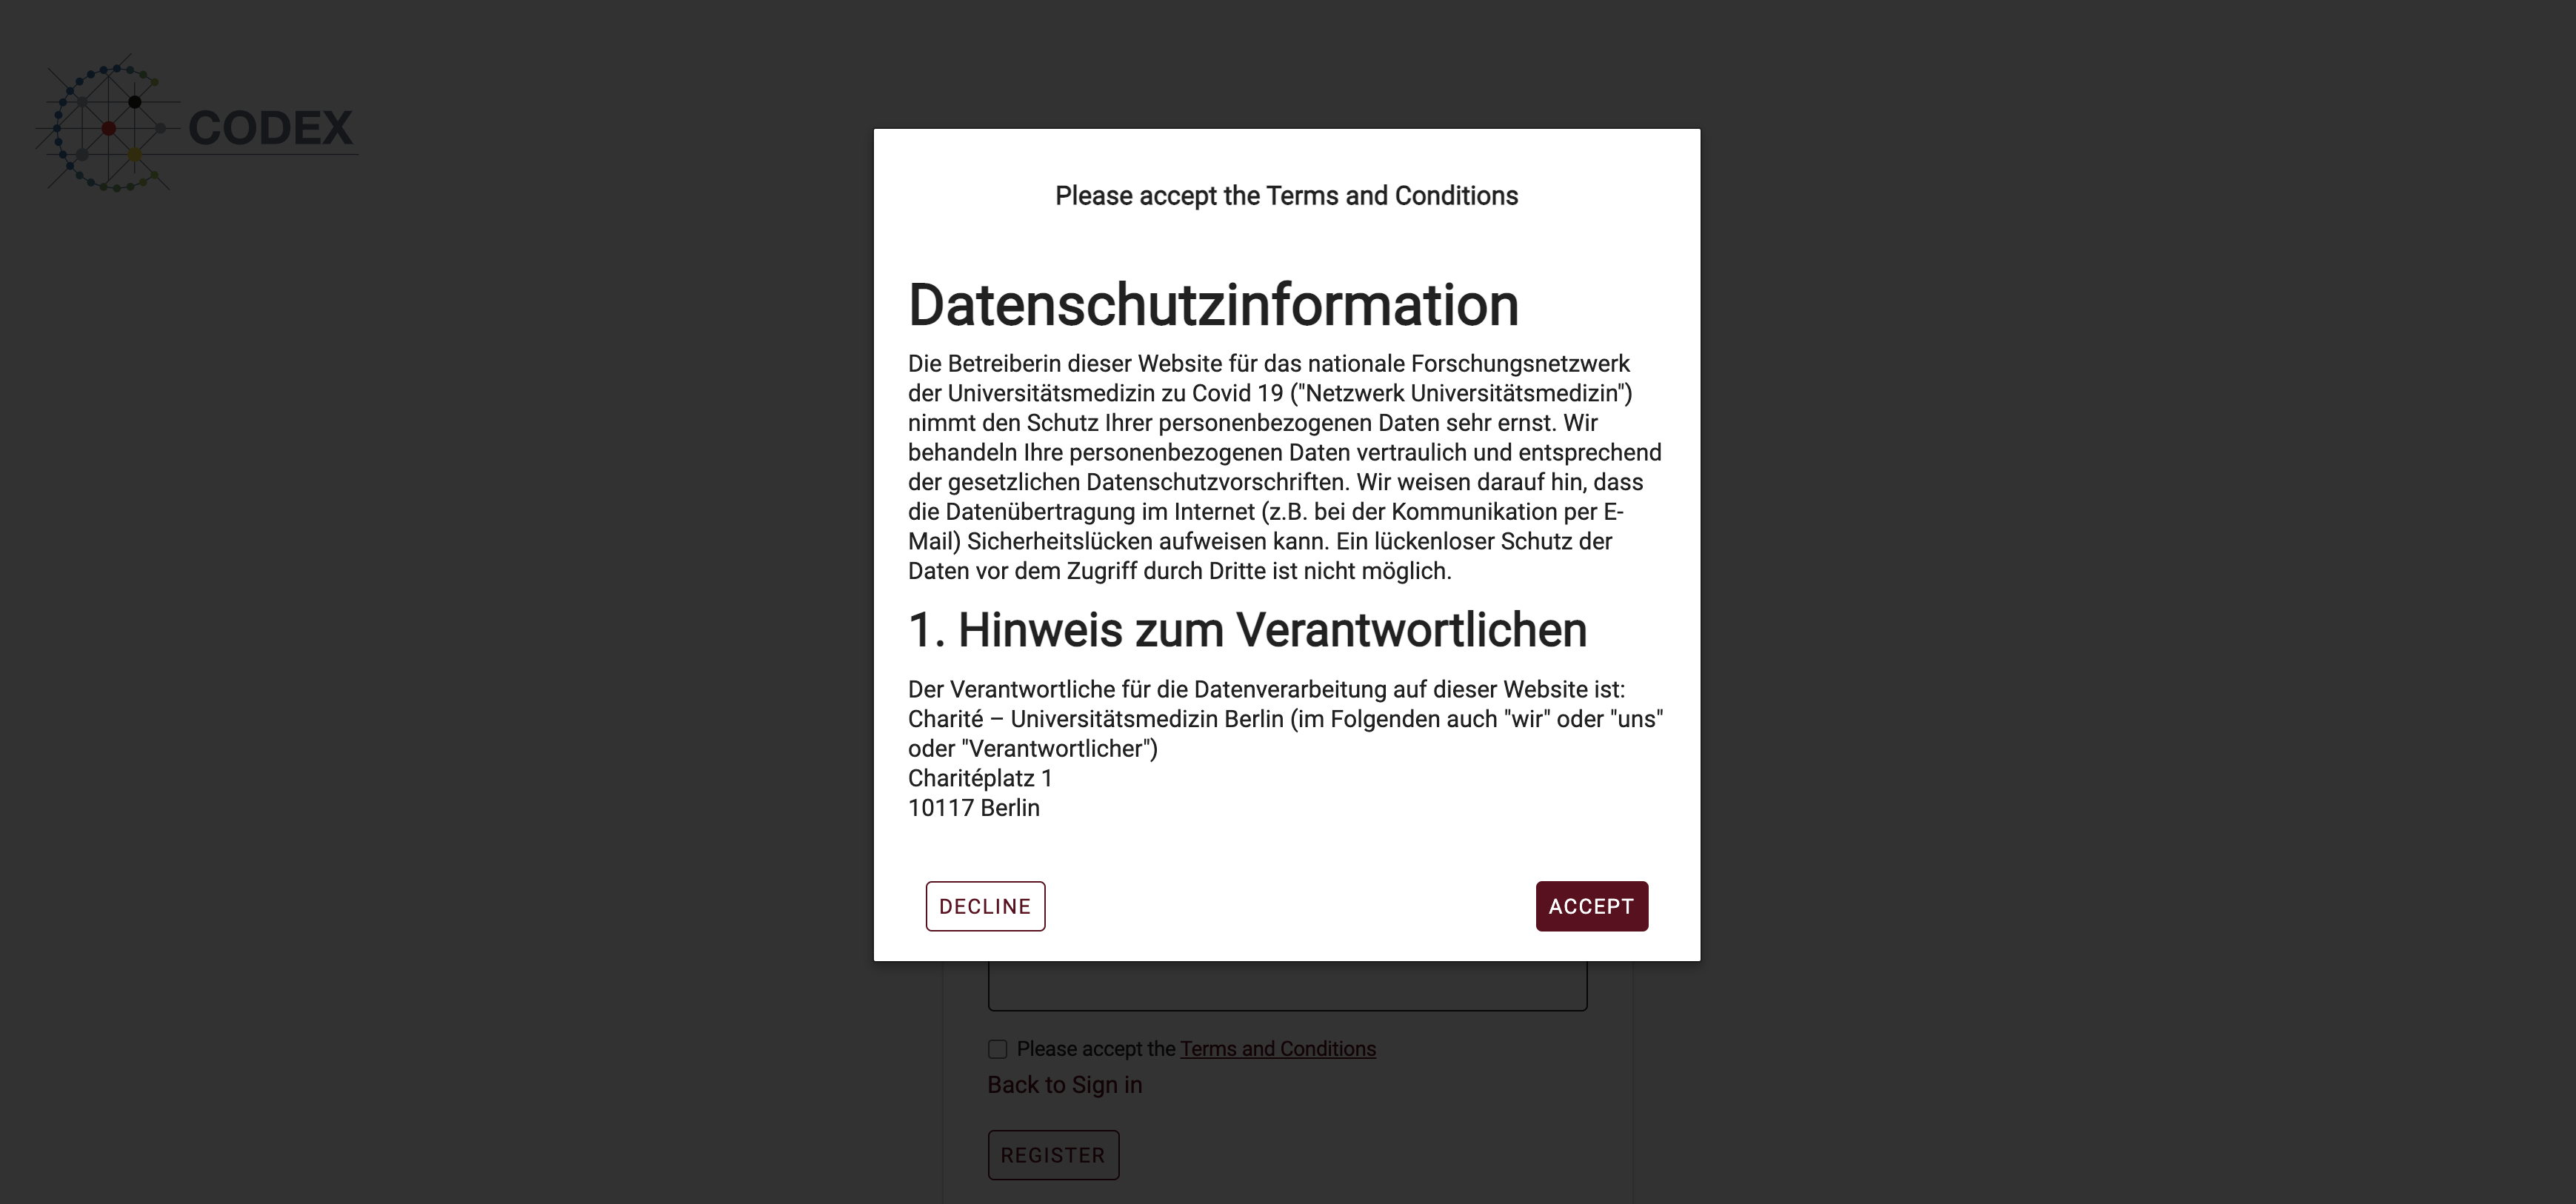 CODEX
Please accept the Terms and Conditions
Datenschutzinformation
Die Betreiberin dieser Website für das nationale Forschungsnetzwerk
der Universitätsmedizin zu Covid 19 ("Netzwerk Universitätsmedizin")
nimmt den Schutz Ihrer personenbezogenen Daten sehr ernst. Wir
behandeln Ihre personenbezogenen Daten vertraulich und entsprechend
der gesetzlichen Datenschutzvorschriften. Wir weisen darauf hin, dass
die Datenübertragung im Internet (z.B. bei der Kommunikation per E-
Mail) Sicherheitslücken aufweisen kann. Ein lückenloser Schutz der
Daten vor dem Zugriff durch Dritte ist nicht möglich.
1. Hinweis zum Verantwortlichen
Der Verantwortliche für die Datenverarbeitung auf dieser Website ist:
Charité – Universitätsmedizin Berlin (im Folgenden auch "wir" oder "uns"
oder "Verantwortlicher")
Charitéplatz 1
10117 Berlin
DECLINE
ACCEPT
Please accept the Terms and Conditions
Back to Sign in
REGISTER